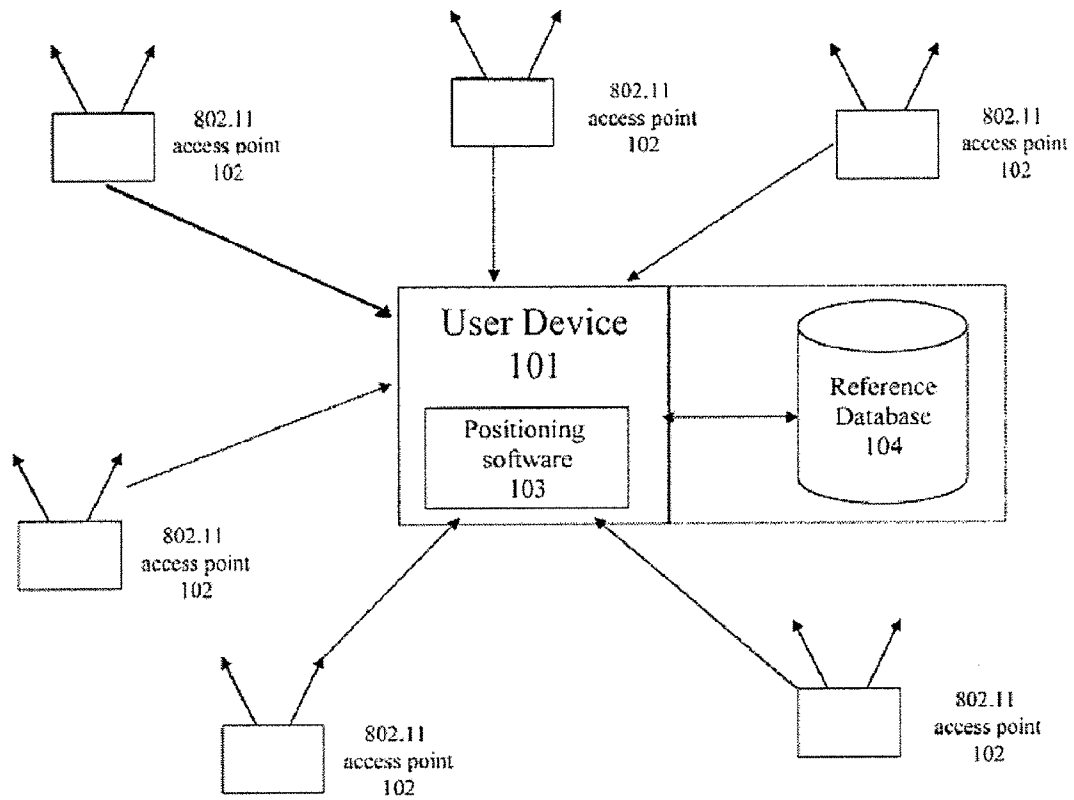 802.11
access point
102
802.11
access point
102
802.11
access point
102
User Device
101
Positioning
software
103
Reference
Database
104
802.11
access point
102
802.11
access point
102
802.11
access point
102